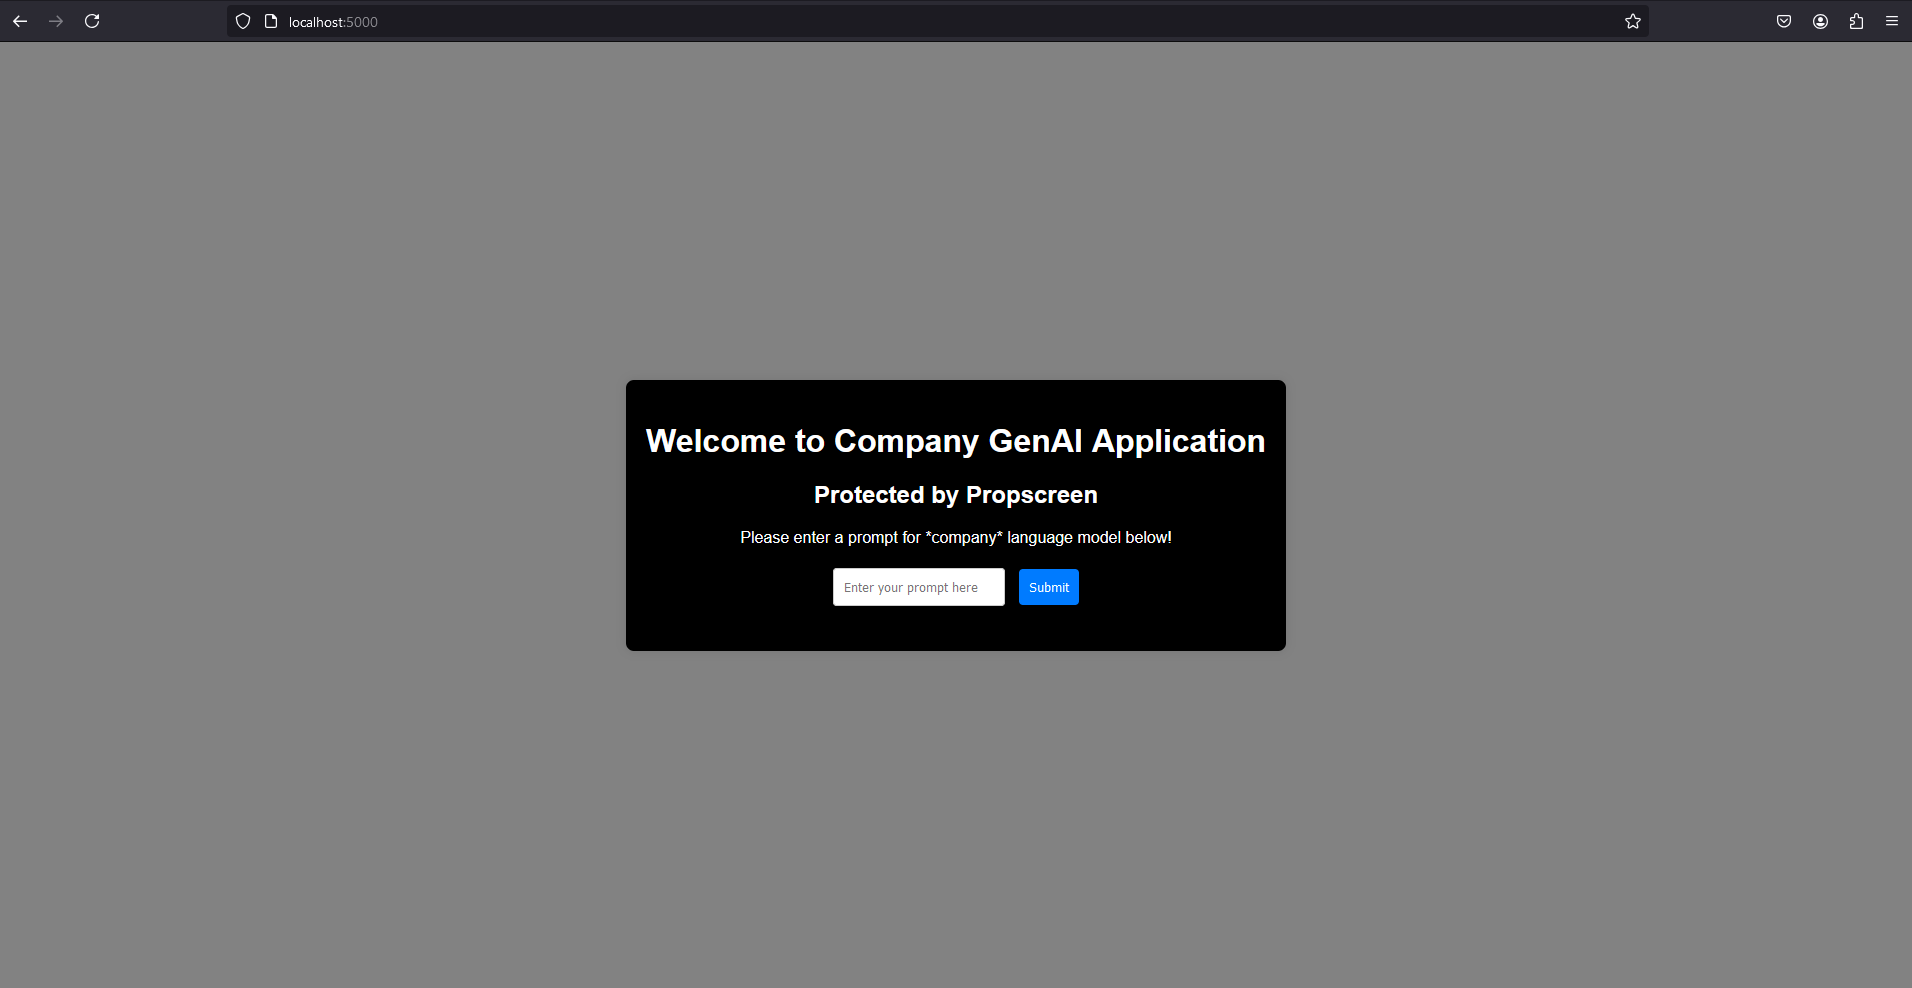 localhost:5000
Welcome to Company GenAI Application
Protected by Propscreen
Please enter a prompt for *company* language model below!
Enter your prompt here
Submit